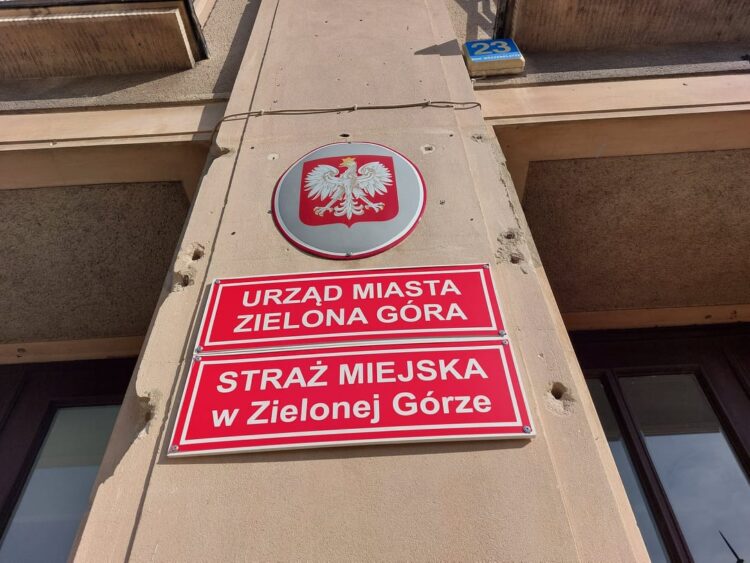 23
URZĄD MIASTA
ZIELONA GÓRA
STRAŻ MIEJSKA
w Zielonej Górze